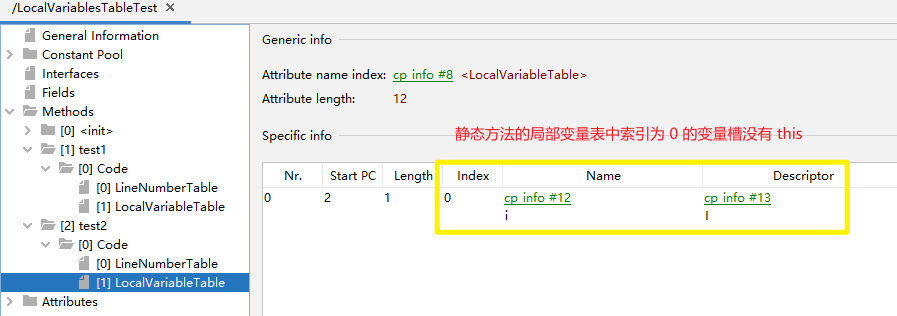 /LocalVariablesTableTest
General Information
Constant Pool
Interfaces
Fields
Methods
[0] <init>
[1] test1
[0] Code
[0] LineNumberTable
[1] LocalVariableTable
[2] test2
[0] Code
[0] LineNumberTable
[1] LocalVariableTable
Attributes
Generic info
Attribute name index: cp info #8 <LocalVariableTable>
Attribute length: 12
静态方法的局部变量表中索引为 0 的变量槽没有 this
Specific info
Nr. Start PC Length Index Name Descriptor
0 2 1 0 cp info #12 cp info #13
i I